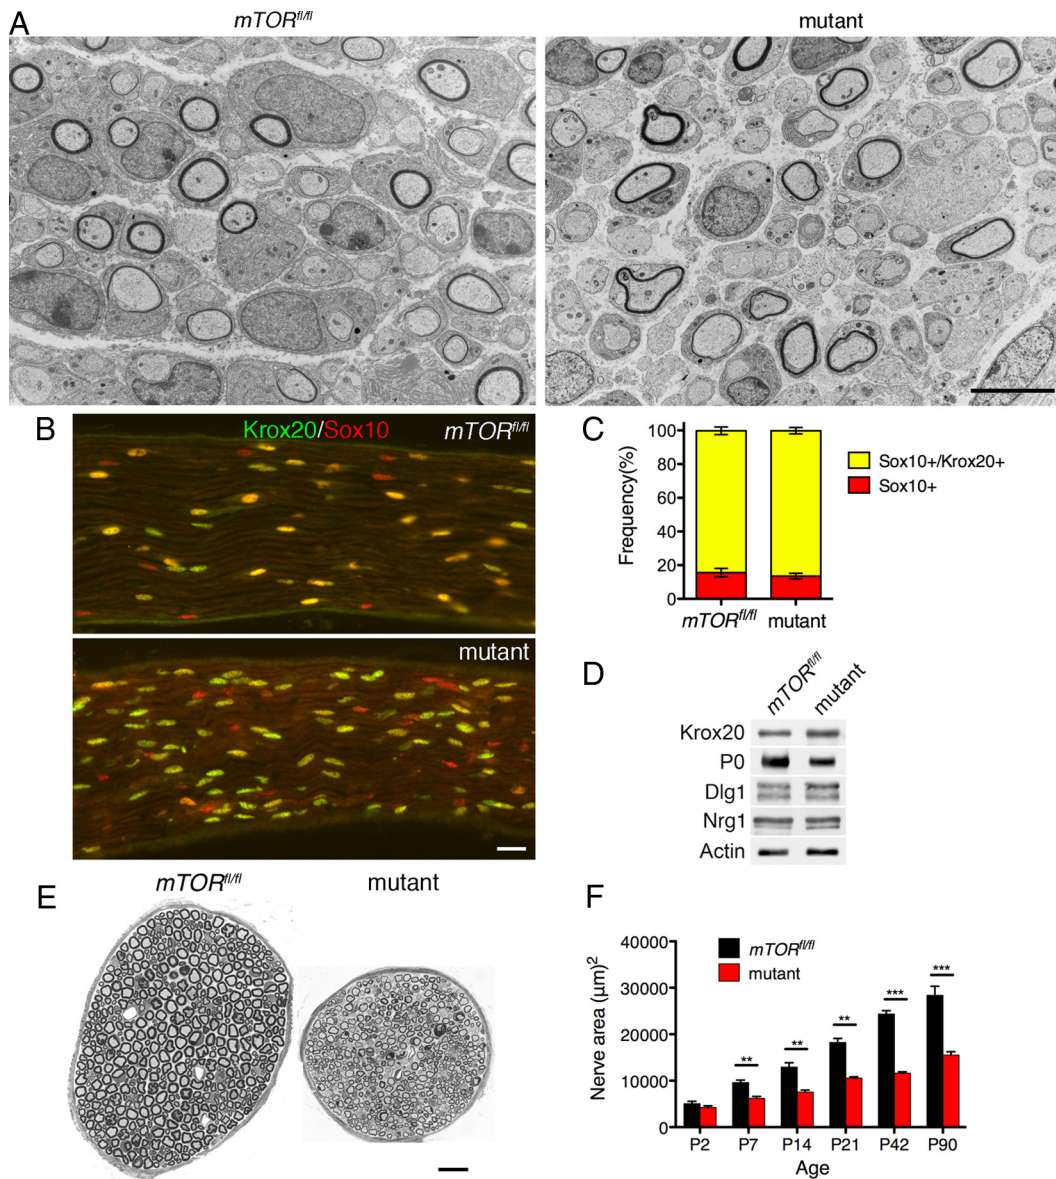 A
mTORfl/fl
mutant
B
Krox20/Sox10
mTORfl/fl
mutant
C
100
80
60
40
20
0
Frequency(%)
mTORfl/fl
mutant
Sox10+/Krox20+
Sox10+
D
mTORfl/fl
mutant
Krox20
P0
Dlg1
Nrg1
Actin
E
mTORfl/fl
mutant
F
Nerve area (µm)2
40000
30000
20000
10000
0
mTORfl/fl
mutant
** ** ** *** ***
P2 P7 P14 P21 P42 P90
Age